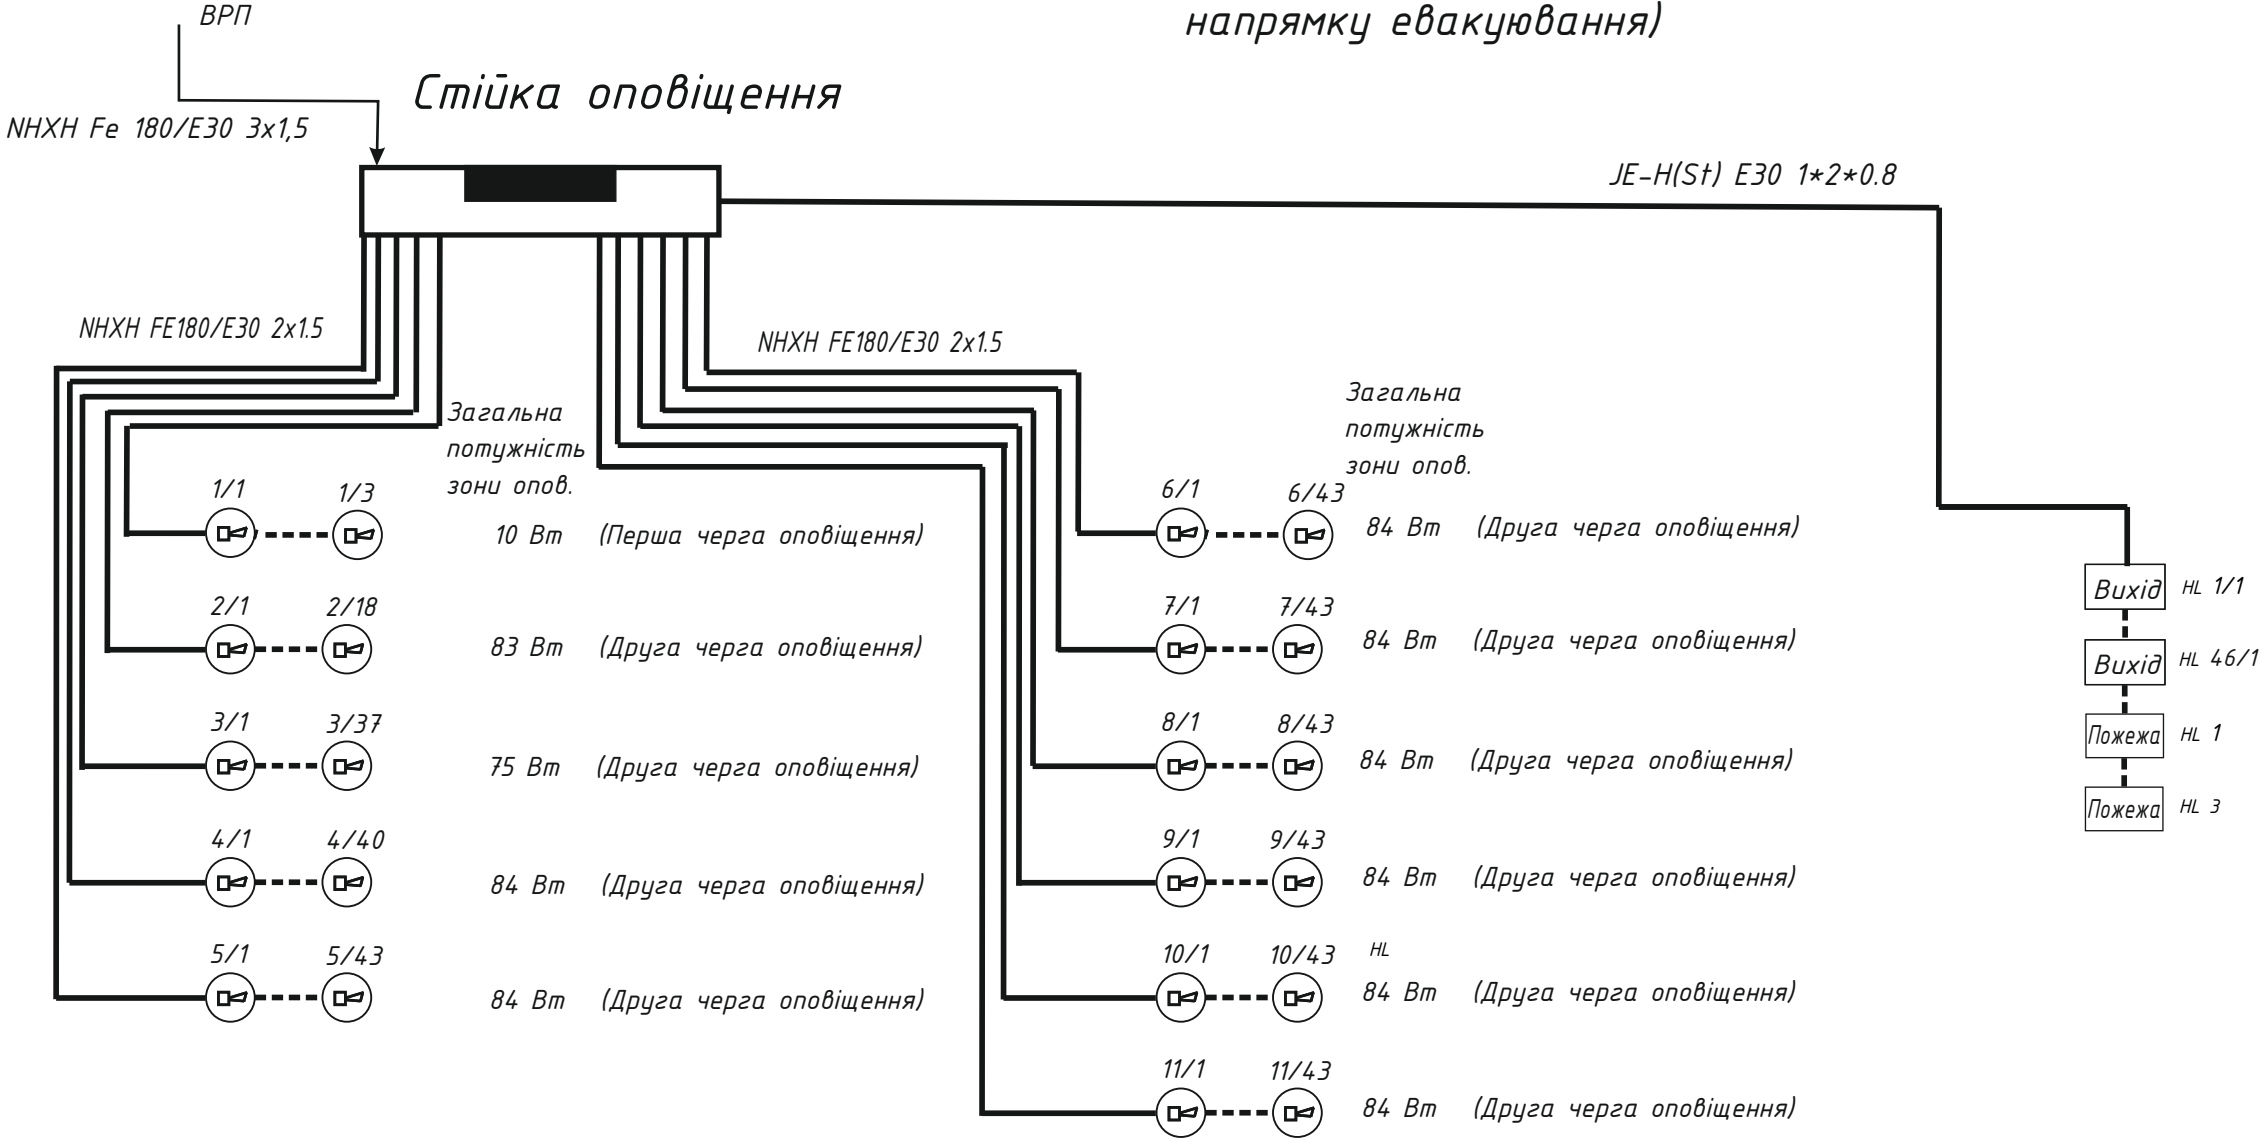 ВРП
напрямку евакуювання)
Стійка оповіщення
NHXH Fe 180/E30 3x1,5
JE-H(St) E30 1*2*0.8
NHXH FE180/E30 2x1.5
NHXH FE180/E30 2x1.5
Загальна
потужність
зони опов.
Загальна
потужність
зони опов.
1/1 1/3
10 Вт (Перша черга оповіщення)
2/1 2/18
83 Вт (Друга черга оповіщення)
3/1 3/37
75 Вт (Друга черга оповіщення)
4/1 4/40
84 Вт (Друга черга оповіщення)
5/1 5/43
84 Вт (Друга черга оповіщення)
6/1 6/43
84 Вт (Друга черга оповіщення)
7/1 7/43
84 Вт (Друга черга оповіщення)
8/1 8/43
84 Вт (Друга черга оповіщення)
9/1 9/43
84 Вт (Друга черга оповіщення)
10/1 10/43 HL
84 Вт (Друга черга оповіщення)
11/1 11/43
84 Вт (Друга черга оповіщення)
Вихід HL 1/1
Вихід HL 46/1
Пожежа HL 1
Пожежа HL 3